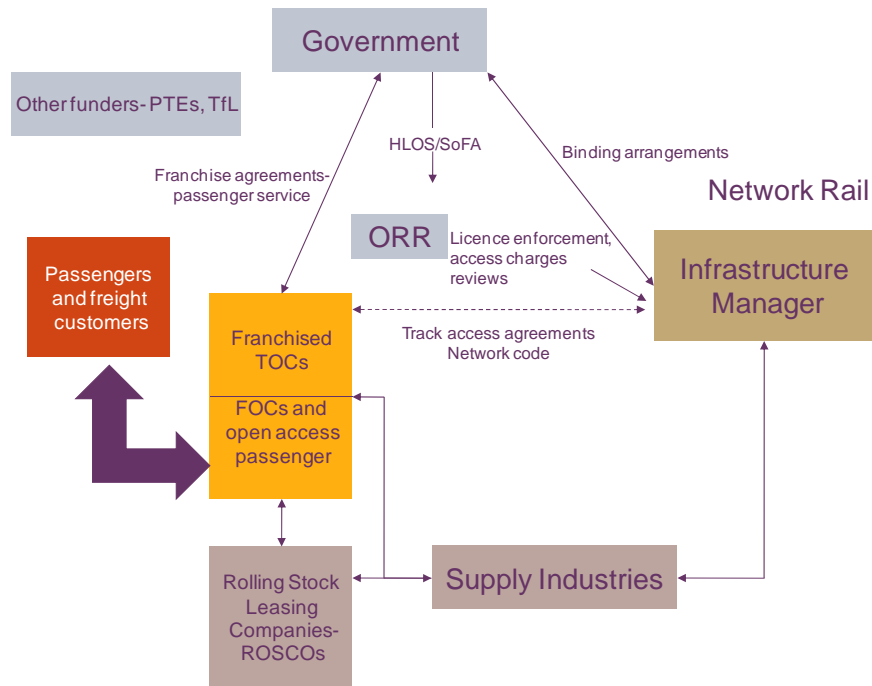 Government
Other funders- PTEs, TfL
HLOS/SoFA
Binding arrangements
Franchise agreements-
passenger service
Network Rail
ORR
Licence enforcement,
access charges
reviews
Infrastructure
Manager
Passengers
and freight
customers
Franchised
TOCs
Track access agreements
Network code
FOCs and
open access
passenger
Rolling Stock
Leasing
Companies-
ROSCOs
Supply Industries